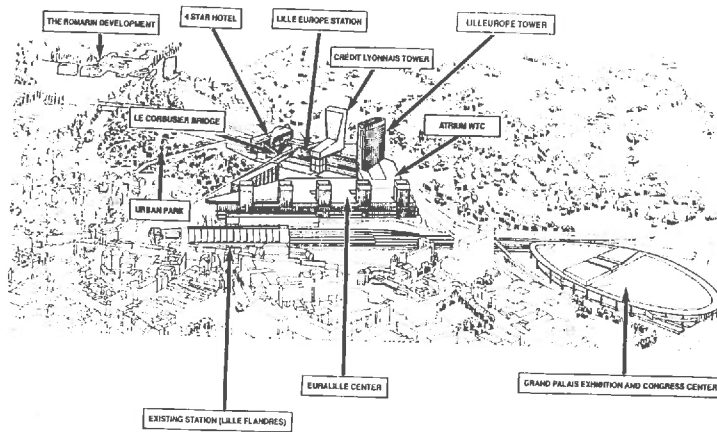 THE ROMARIN DEVELOPMENT
4 STAR HOTEL
LILLE EUROPE STATION
LILLEUROPE TOWER
CRÉDIT LYONNAIS TOWER
LE CORBUSIER BRIDGE
ATRIUM WTC
URBAN PARK
EURALILLE CENTER
GRAND PALAIS EXHIBITION AND CONGRESS CENTER
EXISTING STATION (LILLE FLANDRES)